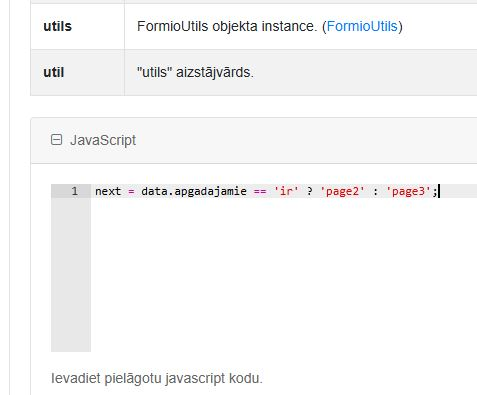 utils FormioUtils objekta instance. (FormioUtils)
util "utils" aizstājvārds.
JavaScript
1 next = data.apgadajamie == 'ir' ? 'page2' : 'page3';
Ievadiet pielāgotu javascript kodu.